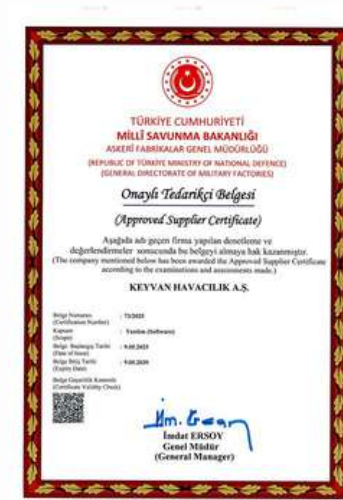 TÜRKİYE CUMHURİYETİ
MİLLÎ SAVUNMA BAKANLIĞI
ASKERÎ FABRİKALAR GENEL MÜDÜRLÜĞÜ
(REPUBLIC OF TÜRKİYE MINISTRY OF NATIONAL DEFENCE)
(GENERAL DIRECTORATE OF MILITARY FACTORIES)
Onaylı Tedarikçi Belgesi
(Approved Supplier Certificate)
Aşağıda adı geçen firma yapılan denetleme ve
değerlendirmeler sonucunda bu belgeyi almaya hak kazanmıştır.
(The company mentioned below has been awarded the Approved Supplier Certificate
according to the examinations and assessments made.)
KEYVAN HAVACILIK A.Ş.
Belge Numarası
(Certification Number)
Kapsam : Yazılım (Software)
(Scope)
Belge Başlangıç Tarihi
(Date of Issue)
Belge Bitiş Tarihi
(Expiry Date)
Belge Geçerlilik Kontrolü
(Certificate Validity Check)
İmdat ERSOY
Genel Müdür
(General Manager)